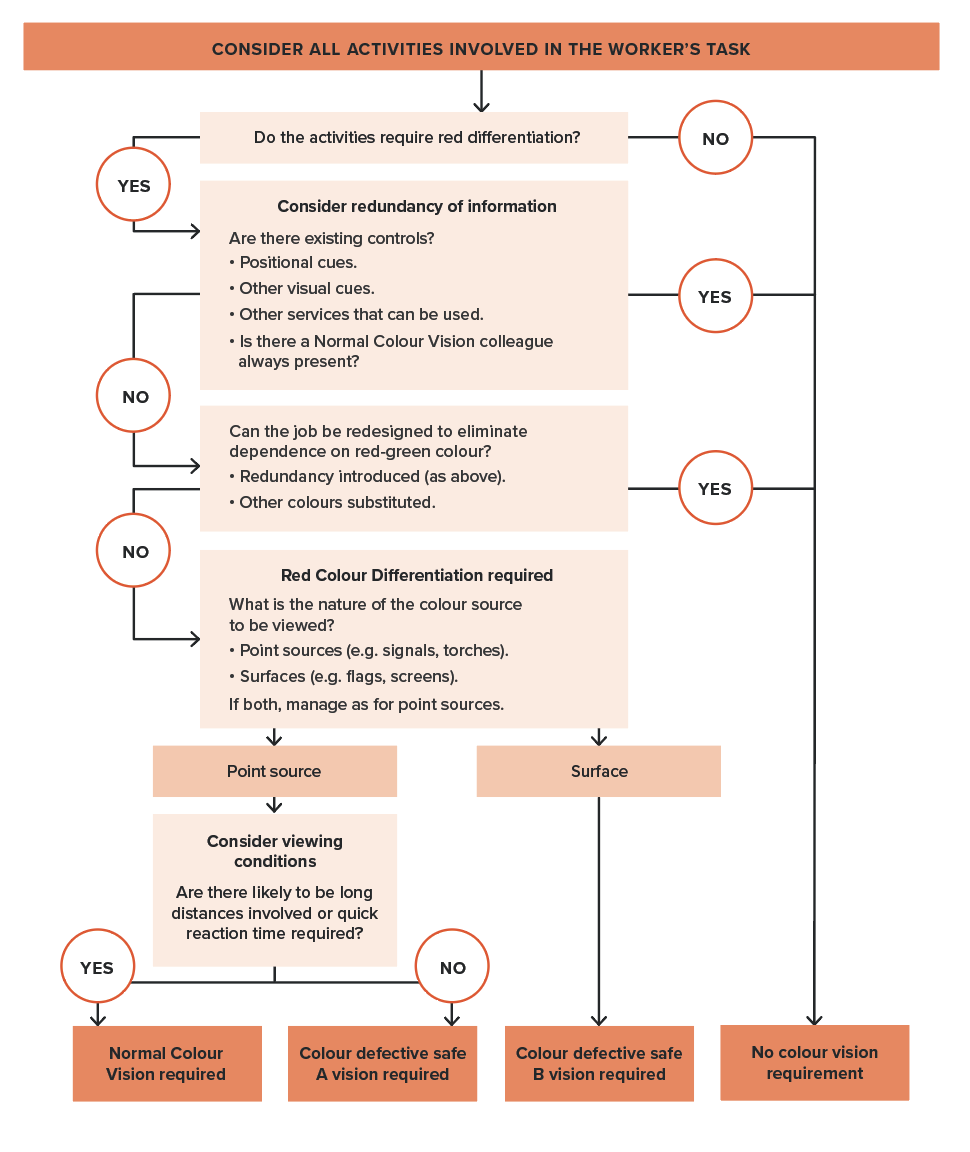 CONSIDER ALL ACTIVITIES INVOLVED IN THE WORKER’S TASK
Do the activities require red differentiation?
NO
YES
Consider redundancy of information
Are there existing controls?
• Positional cues.
• Other visual cues.
• Other services that can be used.
• Is there a Normal Colour Vision colleague
always present?
YES
NO
Can the job be redesigned to eliminate
dependence on red-green colour?
• Redundancy introduced (as above).
• Other colours substituted.
YES
NO
Red Colour Differentiation required
What is the nature of the colour source
to be viewed?
• Point sources (e.g. signals, torches).
• Surfaces (e.g. flags, screens).
If both, manage as for point sources.
Point source
Surface
Consider viewing
conditions
Are there likely to be long
distances involved or quick
reaction time required?
YES
NO
Normal Colour
Vision required
Colour defective safe
A vision required
Colour defective safe
B vision required
No colour vision
requirement